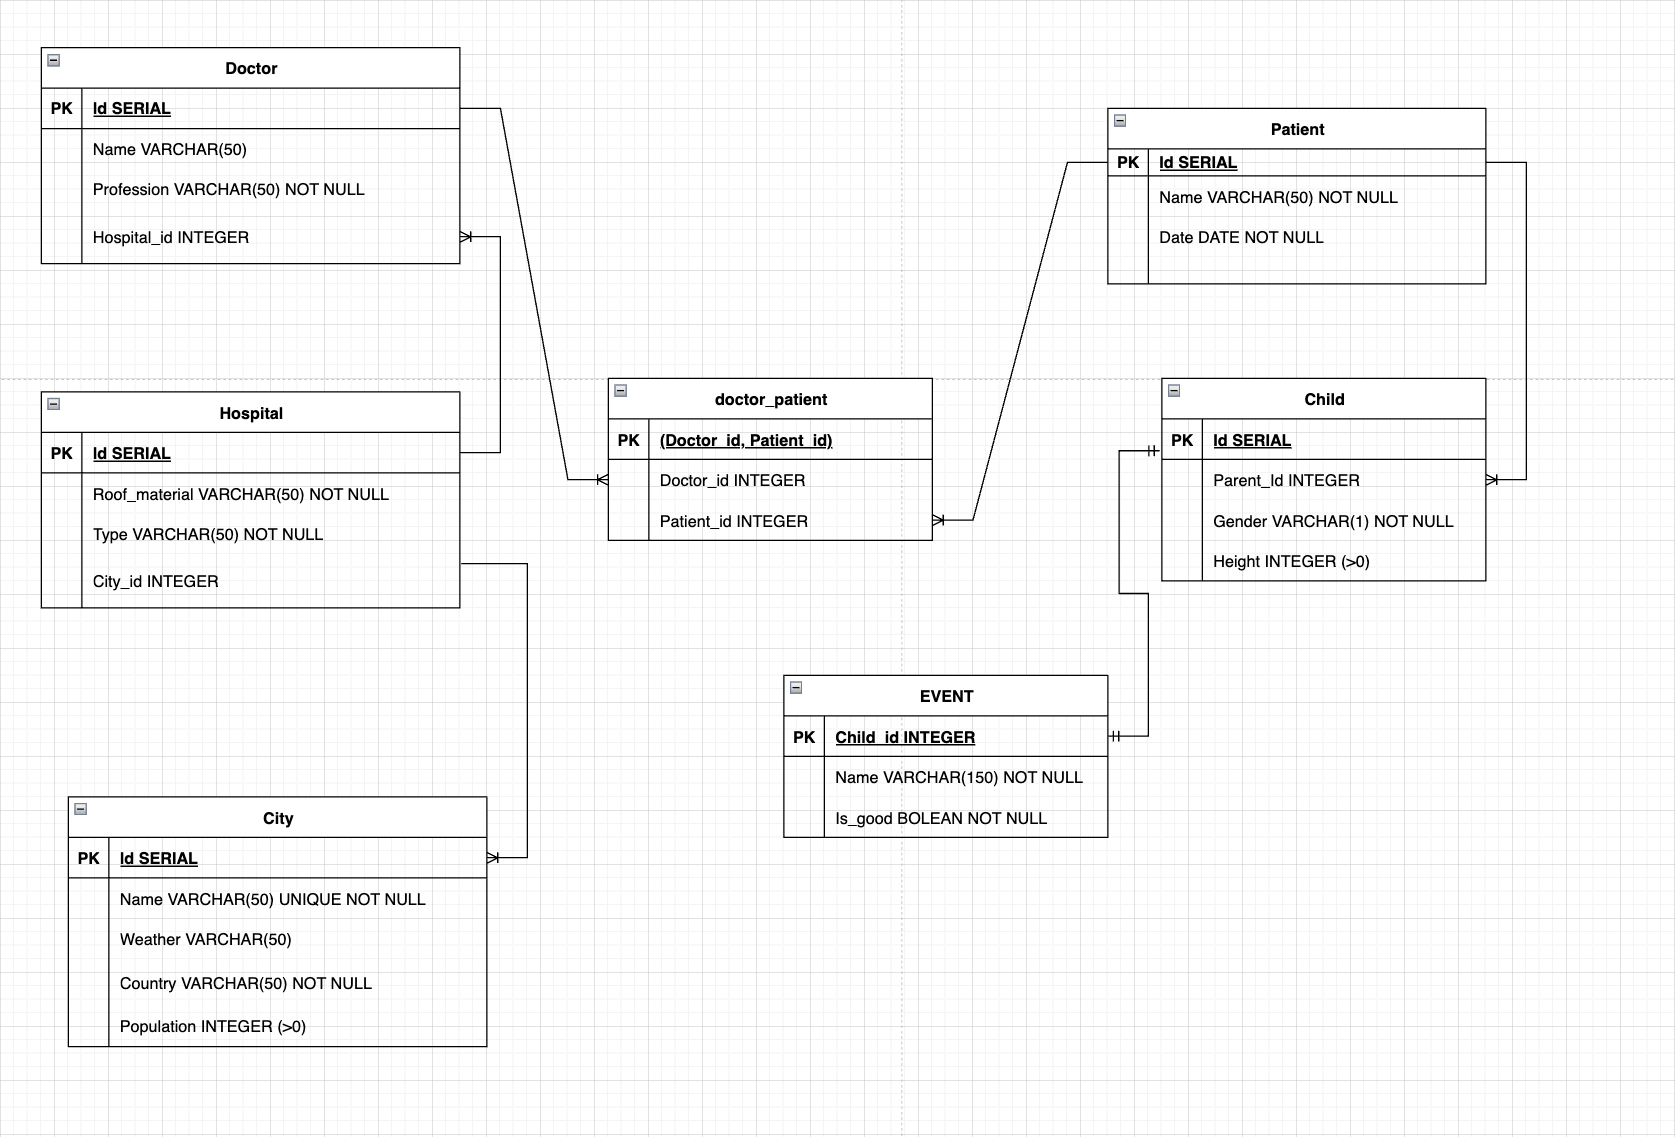 Doctor
PK Id SERIAL
Name VARCHAR(50)
Profession VARCHAR(50) NOT NULL
Hospital_id INTEGER
Patient
PK Id SERIAL
Name VARCHAR(50) NOT NULL
Date DATE NOT NULL
Hospital
PK Id SERIAL
Roof_material VARCHAR(50) NOT NULL
Type VARCHAR(50) NOT NULL
City_id INTEGER
doctor_patient
PK (Doctor_id, Patient_id)
Doctor_id INTEGER
Patient_id INTEGER
Child
PK Id SERIAL
Parent_Id INTEGER
Gender VARCHAR(1) NOT NULL
Height INTEGER (>0)
EVENT
PK Child_id INTEGER
Name VARCHAR(150) NOT NULL
Is_good BOLEAN NOT NULL
City
PK Id SERIAL
Name VARCHAR(50) UNIQUE NOT NULL
Weather VARCHAR(50)
Country VARCHAR(50) NOT NULL
Population INTEGER (>0)